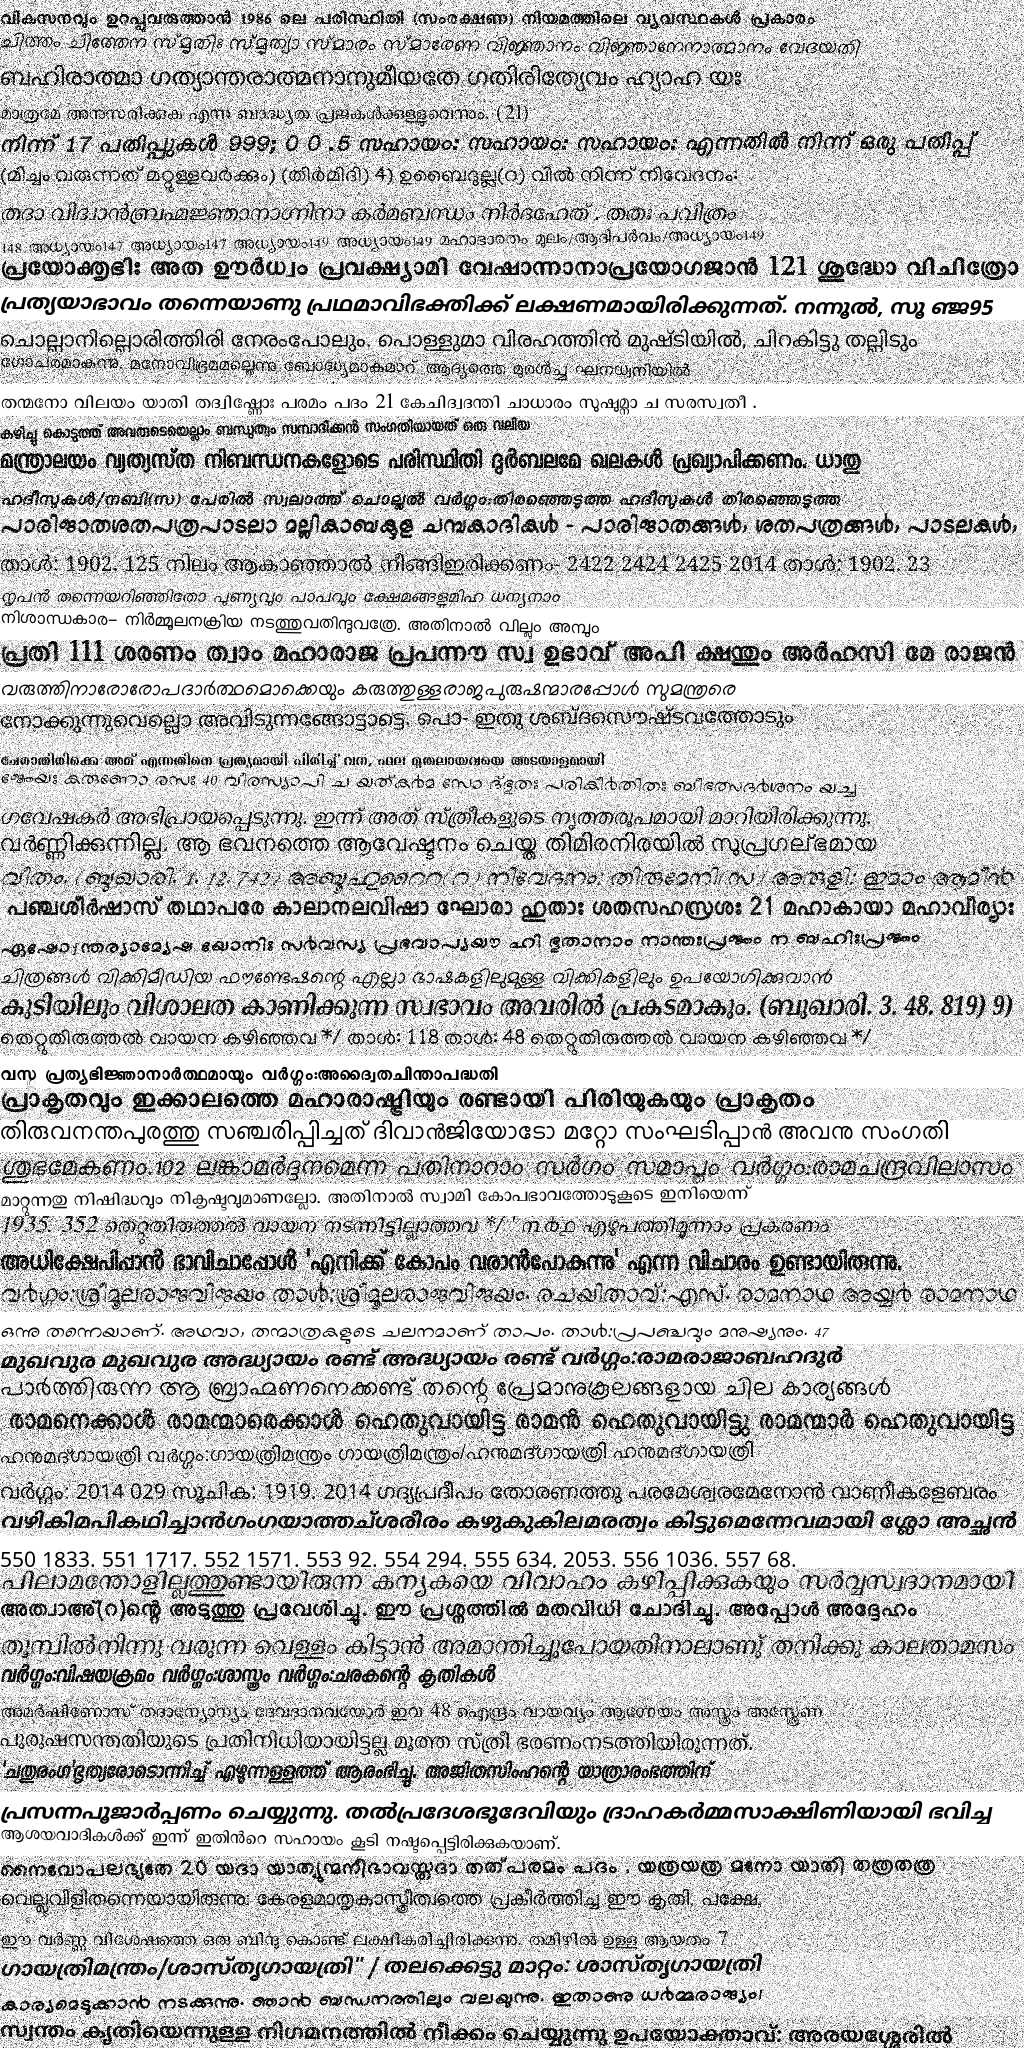 വികസനവും ഉറപ്പുവരുത്താൻ 1986 ലെ പരിസ്ഥിതി (സംരക്ഷണ) നിയമത്തിലെ വ്യവസ്ഥകൾ പ്രകാരം
ചിത്തം ചിത്തേന സ്മൃതിഃ സ്മൃത്യാ സ്മാരം സ്മാരേണ വിജ്ഞാനം വിജ്ഞാനേനാത്മാനം വേദയതി
ബഹിരാത്മാ ഗത്യാന്തരാത്മനാനുമീയതേ ഗതിരിത്യേവം ഹ്യാഹ യഃ
മാത്രമേ അനുസരിക്കുക എന്ന ബാദ്ധ്യത പ്രജകൾക്കുള്ളുവെന്നും. (21)
നിന്ന് 17 പതിപ്പുകൾ 999; 0 0 .5 സഹായം: സഹായം: സഹായം: എന്നതിൽ നിന്ന് ഒരു പതിപ്പ്
(മിച്ചം വരുന്നത് മറ്റുള്ളവർക്കും) (തിർമിദി) 4) ഉബൈദുല്ല(റ) വിൽ നിന്ന് നിവേദനം:
തദാ വിദ്വാൻബ്രഹ്മജ്ഞാനാഗ്നിനാ കർമബന്ധം നിർദഹേത് . തതഃ പവിത്രം
148 അധ്യായം147 അധ്യായം147 അധ്യായം149 അധ്യായം149 മഹാഭാരതം മൂലം/ആദിപർവം/അധ്യായം149
പ്രയോക്തൃഭിഃ അത ഊർധ്വം പ്രവക്ഷ്യാമി വേഷാന്നാനാപ്രയോഗജാൻ 121 ശുദ്ധോ വിചിത്രോ
പ്രത്യയാഭാവം തന്നെയാണു പ്രഥമാവിഭക്തിക്ക് ലക്ഷണമായിരിക്കുന്നത്. നന്നൂൽ, സൂ ഞ്ജ95
ചൊല്ലാനില്ലൊരിത്തിരി നേരംപോലും. പൊള്ളുമാ വിരഹത്തിൻ മുഷ്ടിയിൽ, ചിറകിട്ടു തല്ലിടും
ഗോചരമാകുന്നു. മനോവിഭ്രമമല്ലെന്നു ബോദ്ധ്യമാകുമാറ് ആദ്യത്തെ മുരൾച്ച ഘനധ്വനിയിൽ
തന്മനോ വിലയം യാതി തദ്വിഷ്ണോഃ പരമം പദം 21 കേചിദ്വദന്തി ചാധാരം സുഷുമ്നാ ച സരസ്വതീ .
കഴിച്ചു കൊടുത്ത് അവരുടെയെല്ലാം ബന്ധുത്വം സമ്പാദിക്കൻ സംഗതിയായത് ഒരു വലിയ
മന്ത്രാലയം വ്യത്യസ്ത നിബന്ധനകളോടെ പരിസ്ഥിതി ദുർബലമേ ഖലകൾ പ്രഖ്യാപിക്കണം. ധാതു
ഹദീസുകൾ/നബി(സ) പേരിൽ സ്വലാത്ത് ചൊല്ലൽ വർഗ്ഗം:തിരഞ്ഞെടുത്ത ഹദീസുകൾ തിരഞ്ഞെടുത്ത
പാരിജാതശതപത്രപാടലാ മല്ലികാബകുള ചമ്പകാദികൾ - പാരിജാതങ്ങൾ, ശതപത്രങ്ങൾ, പാടലകൾ,
താൾ: 1902. 125 നിലം ആകാഞ്ഞാൽ നീങ്ങിഇരിക്കണം- 2422 2424 2425 2014 താൾ: 1902. 23
നൃപൻ തന്നെയറിഞ്ഞിതോ പുണ്യവും പാപവും ക്ഷേമങ്ങളുമിഹ ധന്യനാം
നിശാന്ധകാര– നിർമ്മൂലനക്രിയ നടത്തുവതിന്ദുവത്രേ. അതിനാൽ വില്ലും അമ്പും
പ്രതി 111 ശരണം ത്വാം മഹാരാജ പ്രപന്നൗ സ്വ ഉഭാവ് അപി ക്ഷന്തും അർഹസി മേ രാജൻ
വരുത്തിനാരോരോപദാർത്ഥമൊക്കെയും കരുത്തുള്ളരാജപുരുഷന്മാരപ്പോൾ സുമന്ത്രരെ
നോക്കുന്നുവെല്ലൊ അവിടുന്നങ്ങോട്ടാട്ടെ. പൊ- ഇതു ശബ്ദസൌഷ്ടവത്തോടും
ചേരാതിരിക്കെ അത് എന്നതിനെ പ്രത്യമായി പിരിച്ച് വന, ഫല മുതലായവയെ അടയാളമായി
കരുണോ രസഃ 40 വിരസ്യാപി ച യത്കർമ സോ ദ്ഭുതഃ പരികീർതിതഃ ബീഭത്സദർശനം യച്ച
ഗവേഷകർ അഭിപ്രായപ്പെടുന്നു. ഇന്ന് അത് സ്ത്രീകളുടെ നൃത്തരൂപമായി മാറിയിരിക്കുന്നു.
വർണ്ണിക്കുന്നില്ല. ആ ഭവനത്തെ ആവേഷ്ടനം ചെയ്ത തിമിരനിരയിൽ സുപ്രഗല്ഭമായ
വിതം. (ബുഖാരി. 1. 12. 742) അബൂഹുറൈറ(റ) നിവേദനം: തിരുമേനി(സ) അരുളി: ഇമാം ആമീൻ
പഞ്ചശീർഷാസ് തഥാപരേ കാലാനലവിഷാ ഘോരാ ഹുതാഃ ശതസഹസ്രശഃ 21 മഹാകായാ മഹാവീര്യാഃ
ഏഷോഽന്തര്യാമ്യേഷ യോനിഃ സർവസ്യ പ്രഭവാപ്യയൗ ഹി ഭൂതാനാം നാന്തഃപ്രജ്ഞം ന ബഹിഃപ്രജ്ഞം
ചിത്രങ്ങൾ വിക്കിമീഡിയ ഫൗണ്ടേഷന്റെ എല്ലാ ഭാഷകളിലുമുള്ള വിക്കികളിലും ഉപയോഗിക്കുവാൻ
കുടിയിലും വിശാലത കാണിക്കുന്ന സ്വഭാവം അവരിൽ പ്രകടമാകും. (ബുഖാരി. 3. 48. 819) 9)
തെറ്റുതിരുത്തൽ വായന കഴിഞ്ഞവ */ താൾ: 118 താൾ: 48 തെറ്റുതിരുത്തൽ വായന കഴിഞ്ഞവ */
വസ്ര പ്രത്യഭിജ്ഞാനാർത്ഥമായും വർഗ്ഗം:അദ്വൈതചിന്താപദ്ധതി
പ്രാകൃതവും ഇക്കാലത്തെ മഹാരാഷ്ട്രിയും രണ്ടായി പിരിയുകയും പ്രാകൃതം
തിരുവനന്തപുരത്തു സഞ്ചരിപ്പിച്ചത് ദിവാൻജിയോടോ മറ്റോ സംഘടിപ്പാൻ അവനു സംഗതി
ശുഭമേകണം.102 ലങ്കാമർദ്ദനമെന്ന പതിനാറാം സർഗം സമാപ്തം വർഗ്ഗം:രാമചന്ദ്രവിലാസം
മാറുന്നതു നിഷിദ്ധവും നികൃഷ്ടവുമാണല്ലോ. അതിനാൽ സ്വാമി കോപഭാവത്തോടുകൂടെ ഇനിയെന്ന്
1935. 352 തെറ്റുതിരുത്തൽ വായന നടന്നിട്ടില്ലാത്തവ */ ' ൩൨൧ എഴുപത്തിമൂന്നാം പ്രകരണം
അധിക്ഷേപിപ്പാൻ ഭാവിചാപ്പോൾ 'എനിക്ക് കോപം വരാൻപോകുന്നു' എന്ന വിചാരം ഉണ്ടായിരുന്നു.
വർഗം:ശ്രീമൂലരാജവിജയം താൾ:ശ്രീമൂലരാജവിജയം. രചയിതാവ്:എസ്. രാമനാഥ അയ്യർ രാമനാഥ
ഒന്നു തന്നെയാണ്. അഥവാ, തന്മാത്രകളുടെ ചലനമാണ് താപം. താൾ:പ്രപഞ്ചവും മനുഷ്യനും. 47
മുഖവുര മുഖവുര അദ്ധ്യായം രണ്ട് അദ്ധ്യായം രണ്ട് വർഗ്ഗം:രാമരാജാബഹദൂർ
പാർത്തിരുന്ന ആ ബ്രാഹ്മണനെക്കണ്ട് തന്റെ പ്രേമാനുകൂലങ്ങളായ ചില കാര്യങ്ങൾ
രാമനെക്കാൾ രാമന്മാരെക്കാൾ ഹെതുവായിട്ട രാമൻ ഹെതുവായിട്ടു രാമന്മാർ ഹെതുവായിട്ട
ഹനുമദ്ഗായത്രി വർഗ്ഗം:ഗായത്രിമന്ത്രം ഗായത്രിമന്ത്രം/ഹനുമദ്ഗായത്രി ഹനുമദ്ഗായത്രി
വർഗ്ഗം: 2014 029 സൂചിക: 1919. 2014 ഗദ്യപ്രദീപം തോരണത്തു പരമേശ്വരമേനോൻ വാണീകളേബരം
വഴികിമപികഥിച്ചാൻഗംഗയാത്തച്ശരീരം കഴുകുകിലമരത്വം കിട്ടുമെന്നേവമായി ശ്ലോ അച്ഛൻ
550 1833. 551 1717. 552 1571. 553 92. 554 294. 555 634, 2053. 556 1036. 557 68.
പിലാമന്തോളില്ലത്തുണ്ടായിരുന്ന കന്യകയെ വിവാഹം കഴിപ്പിക്കുകയും സർവ്വസ്വദാനമായി
അത്വാഅ്(റ)ന്റെ അടുത്തു പ്രവേശിച്ചു. ഈ പ്രശ്നത്തിൽ മതവിധി ചോദിച്ചു. അപ്പോൾ അദ്ദേഹം
തൂമ്പിൽനിന്നു വരുന്ന വെള്ളം കിട്ടാൻ അമാന്തിച്ചുപോയതിനാലാണു് തനിക്കു കാലതാമസം
വർഗ്ഗം:വിഷയക്രമം വർഗ്ഗം:ശാസ്ത്രം വർഗ്ഗം:ചരകന്റെ കൃതികൾ
അമർഷിണോസ് തദാന്യോന്യം ദേവദാനവയോർ ഇവ 48 ഐന്ദ്രം വായവ്യം ആഗ്നേയം അസ്ത്രം അസ്ത്രേണ
പുരുഷസന്തതിയുടെ പ്രതിനിധിയായിട്ടല്ല മൂത്ത സ്ത്രീ ഭരണംനടത്തിയിരുന്നത്.
'ചതുരംഗ'ഭൃത്യരോടൊന്നിച്ച് എഴുന്നള്ളത്ത് ആരംഭിച്ചു. അജിതസിംഹന്റെ യാത്രാരംഭത്തിന്
പ്രസന്നപൂജാർപ്പണം ചെയ്യുന്നു. തൽപ്രദേശഭൂദേവിയും ദ്രാഹകർമ്മസാക്ഷിണിയായി ഭവിച്ച
ആശയവാദികൾക്ക് ഇന്ന് ഇതിൻറെ സഹായം കൂടി നഷ്ടപ്പെട്ടിരിക്കുകയാണ്.
നൈവോപലഭ്യതേ 20 യദാ യാത്യുന്മനീഭാവസ്തദാ തത്പരമം പദം . യത്രയത്ര മനോ യാതി തത്രതത്ര
വെല്ലുവിളിതന്നെയായിരുന്നു; കേരളമാതൃകാസ്ത്രീത്വത്തെ പ്രകീർത്തിച്ച ഈ കൃതി, പക്ഷേ,
ഈ വർണ്ണ വിശേഷത്തെ ഒരു ബിന്ദു കൊണ്ട് ലക്ഷീകരിച്ചിരിക്കുന്നു. തമിഴിൽ ഉള്ള ആയതം 7
ഗായത്രിമന്ത്രം/ശാസ്തൃഗായത്രി" / തലക്കെട്ടു മാറ്റം: ശാസ്തൃഗായത്രി
കാര്യമെടുക്കാൻ നടക്കുന്നു. ഞാൻ ബന്ധനത്തിലും വലയുന്നു. ഇതാണു ധർമ്മരാജ്യം!
സ്വന്തം കൃതിയെന്നുള്ള നിഗമനത്തിൽ നീക്കം ചെയ്യുന്നു ഉപയോക്താവ്: അരയശ്ശേരിൽ